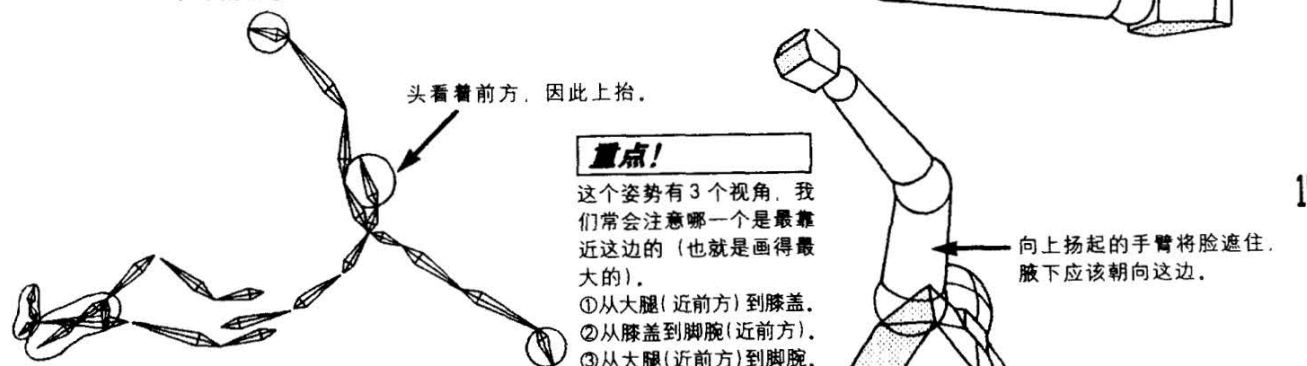 头看着前方，因此上抬。
重点！
这个姿势有3个视角，我
们常会注意哪一个是最靠
近这边的（也就是画得最
大的）。
①从大腿(近前方)到膝盖。
②从膝盖到脚腕(近前方)。
③从大腿(近前方)到脚腕。
向上扬起的手臂将脸遮住，
腋下应该朝向这边。